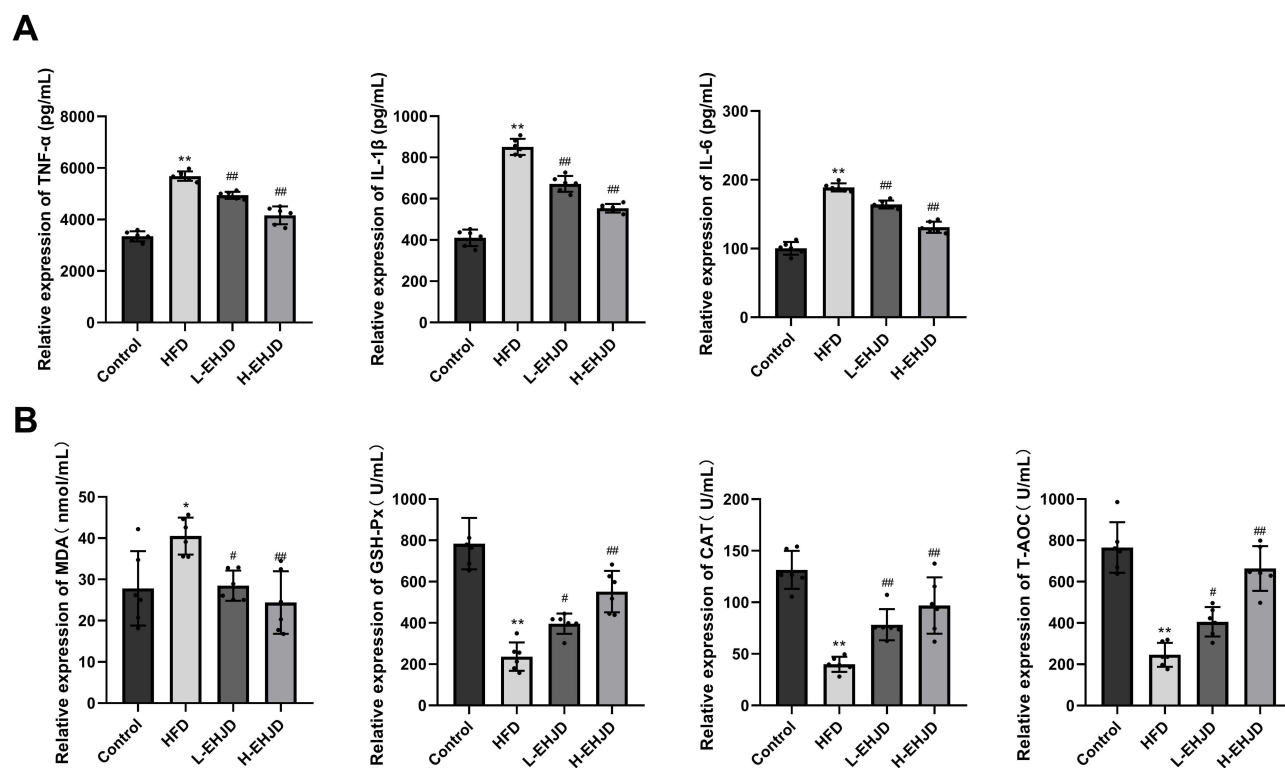 A
Relative expression of TNF-α (pg/mL)
8000
6000
4000
2000
0
**
##
##
Control
HFD
L-EHJD
H-EHJD
Relative expression of IL-1β (pg/mL)
1000
800
600
400
200
0
**
##
##
Control
HFD
L-EHJD
H-EHJD
Relative expression of IL-6 (pg/mL)
300
200
100
0
**
##
##
Control
HFD
L-EHJD
H-EHJD
B
Relative expression of MDA( nmol/mL)
50
40
30
20
10
0
*
#
##
Control
HFD
L-EHJD
H-EHJD
Relative expression of GSH-Px( U/mL)
1000
800
600
400
200
0
**
#
##
Control
HFD
L-EHJD
H-EHJD
Relative expression of CAT( U/mL)
200
150
100
50
0
**
##
##
Control
HFD
L-EHJD
H-EHJD
Relative expression of T-AOC( U/mL)
1000
800
600
400
200
0
**
#
##
Control
HFD
L-EHJD
H-EHJD